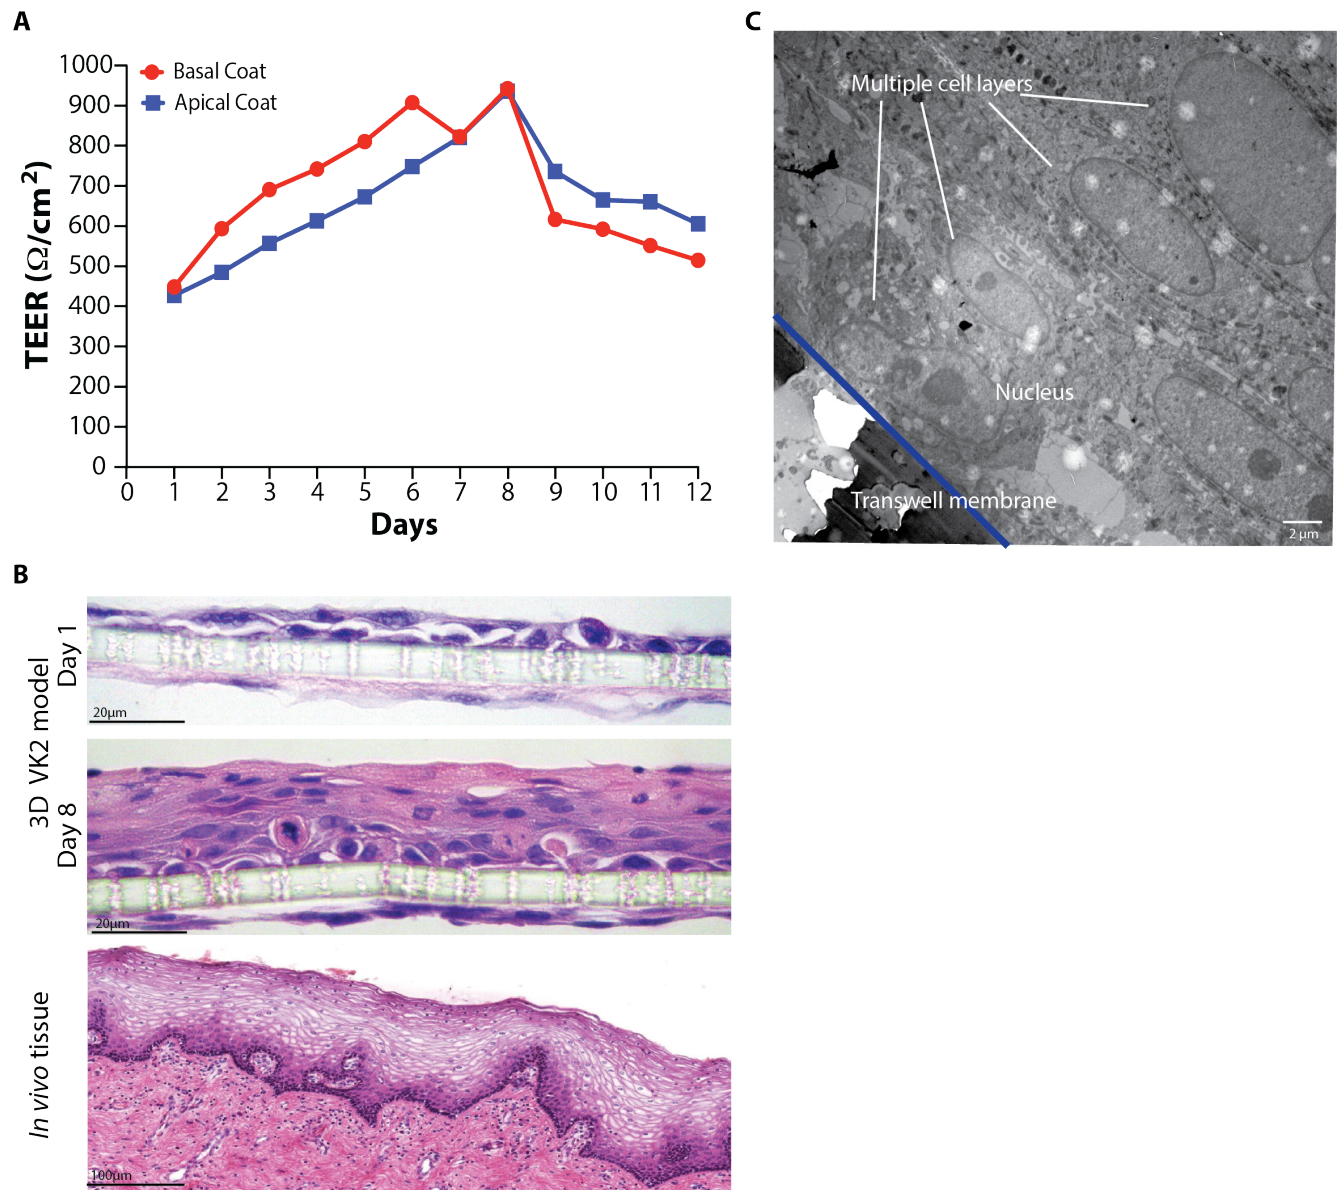 A
TEER (Ω/cm²)
1000
900
800
700
600
500
400
300
200
100
0
Basal Coat
Apical Coat
0 1 2 3 4 5 6 7 8 9 10 11 12
Days
C
Multiple cell layers
Nucleus
Transwell membrane
2 µm
B
3D VK2 model
Day 1
20µm
Day 8
20µm
In vivo tissue
100µm